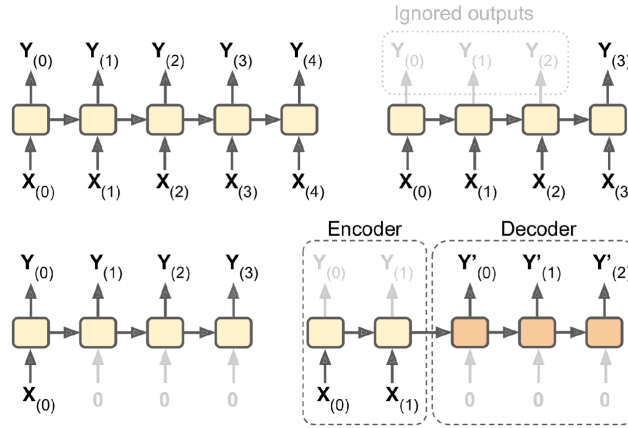 Ignored outputs
Y(0) Y(1) Y(2) Y(3) Y(4)
Y(0) Y(1) Y(2) Y(3)
X(0) X(1) X(2) X(3) X(4)
X(0) X(1) X(2) X(3
Encoder Decoder
Y(0) Y(1) Y(2) Y(3)
Y(0) Y(1) Y'(0) Y'(1) Y'(2)
X(0) 0 0 0
X(0) X(1) 0 0 0